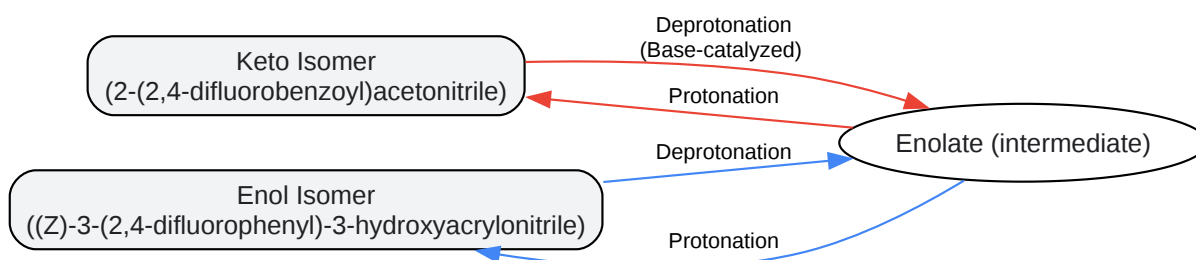 Deprotonation
(Base-catalyzed)
Keto Isomer
(2-(2,4-difluorobenzoyl)acetonitrile)
Protonation
Enolate (intermediate)
Deprotonation
Enol Isomer
((Z)-3-(2,4-difluorophenyl)-3-hydroxyacrylonitrile)
Protonation